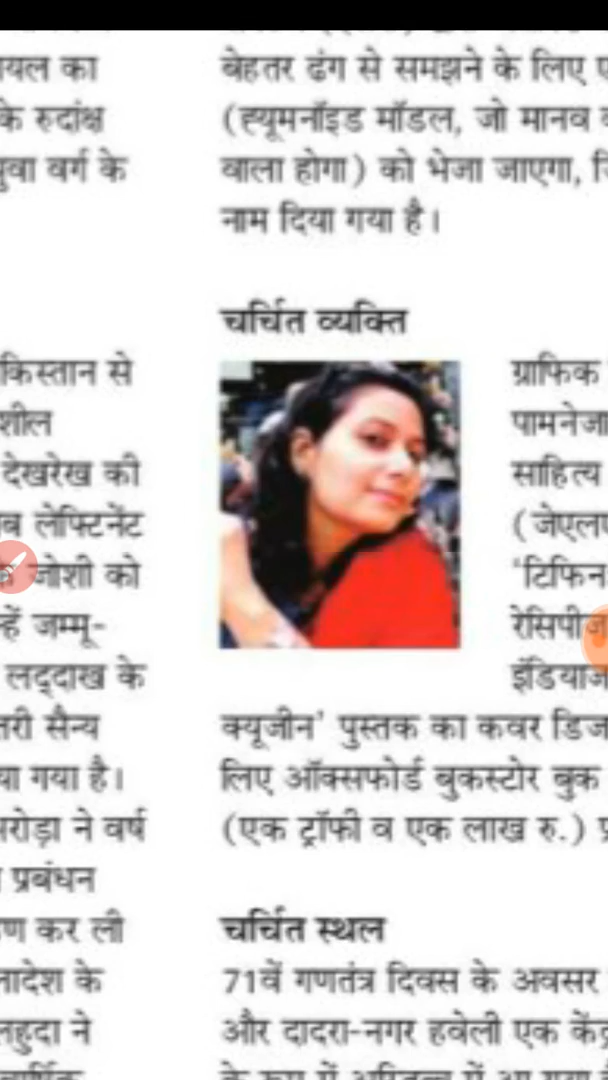 यल का
के रुदांक्ष
वा वर्ग के
किस्तान से
शील
देखरेख की
लेफ्टिनेंट
जोशी को
जम्मू-
लद्दाख के
सैन्य
गया है।
ने वर्ष
प्रबंधन
कर ली
के
ने
बेहतर ढंग से समझने के लिए
(ह्यूमनॉइड मॉडल, जो मानव
वाला होगा) को भेजा जाएगा,
नाम दिया गया है।
चर्चित व्यक्ति
ग्राफिक
पामनेजा
साहित्य
(जेएल
'टिफिन
रेसिपीज
इंडियाज
क्यूजीन' पुस्तक का कवर डिज
लिए ऑक्सफोर्ड बुकस्टोर बुक
(एक ट्रॉफी व एक लाख रु.)
चर्चित स्थल
71वें गणतंत्र दिवस के अवसर
और दादरा-नगर हवेली एक